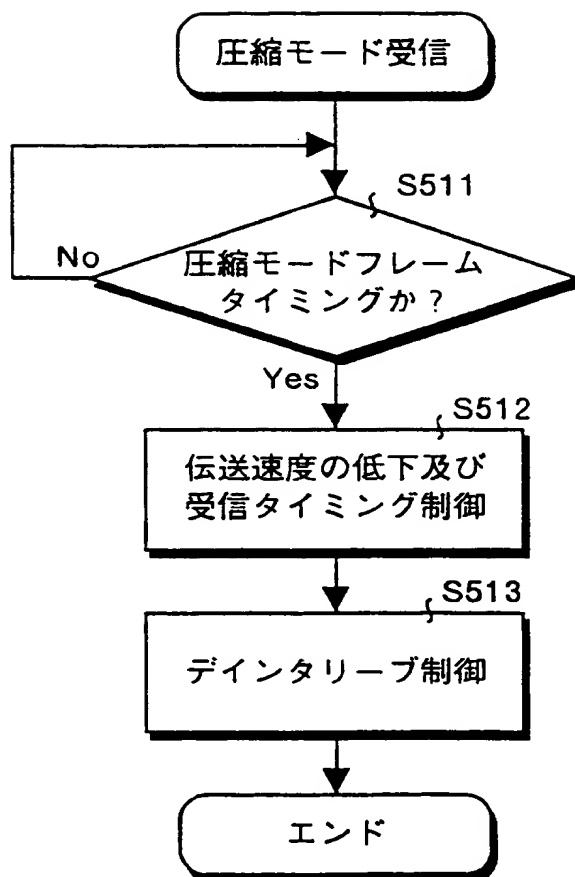 圧縮モード受信
S511
No
圧縮モードフレーム
タイミングか?
Yes
S512
伝送速度の低下及び
受信タイミング制御
S513
デインタリーブ制御
エンド